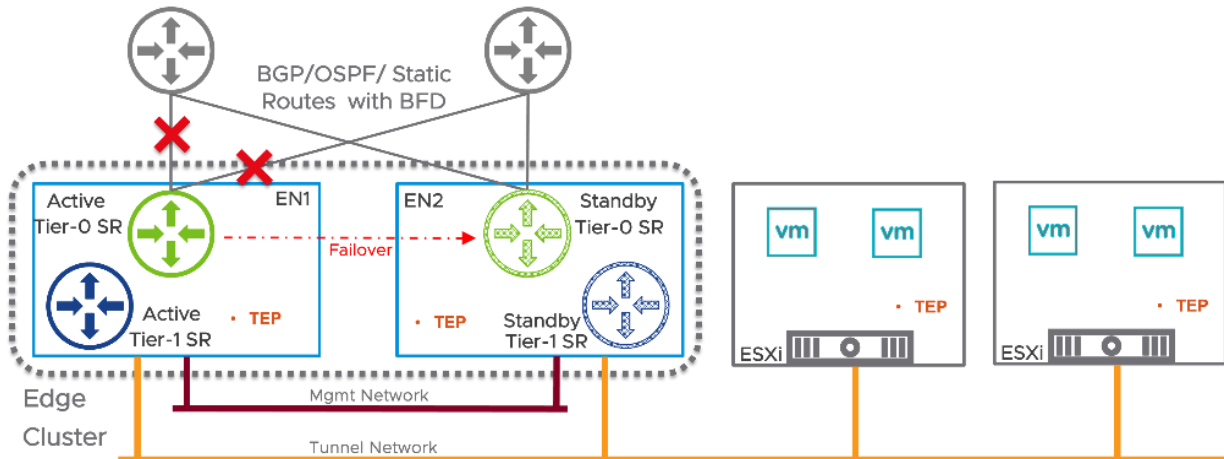 BGP/OSPF/ Static
Routes with BFD
Active
Tier-0 SR
EN1
EN2
Standby
Tier-0 SR
Failover
Active
Tier-1 SR
TEP
TEP
Standby
Tier-1 SR
vm
vm
TEP
ESXi
vm
vm
TEP
ESXi
Edge
Cluster
Mgmt Network
Tunnel Network